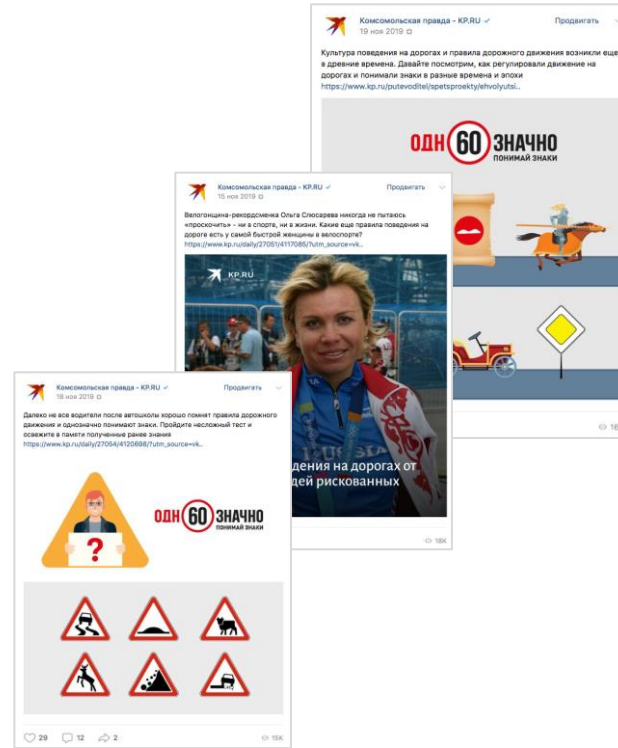 Комсомольская правда - KP.RU
Продвигать
19 ноя 2019
Культура поведения на дорогах и правила дорожного движения возникли еще
в древние времена. Давайте посмотрим, как регулировали движение на
дорогах и понимали знаки в разные времена и эпохи
https://www.kp.ru/putevoditel/spetsproekty/ehvolyutsi..
ОДН 60 ЗНАЧНО
ПОНИМАЙ ЗНАКИ
Комсомольская правда - KP.RU
Продвигать
15 ноя 2019
Велогонщица-рекордсменка Ольга Слюсарева никогда не пытаюсь
«проскочить» - ни в спорте, ни в жизни. Какие еще правила поведения на
дороге есть у самой быстрой женщины в велоспорте?
https://www.kp.ru/daily/27051/4117085/?utm_source=vk..
KP.RU
RUSSIA
дения на дорогах от
дей рискованных
18K
Комсомольская правда - KP.RU
Продвигать
18 ноя 2019
Далеко не все водители после автошколы хорошо помнят правила дорожного
движения и однозначно понимают знаки. Пройдите несложный тест и
освежите в памяти полученные ранее знания
https://www.kp.ru/daily/27054/4120698/?utm_source=vk..
?
ОДН 60 ЗНАЧНО
ПОНИМАЙ ЗНАКИ
29
12
2
15K